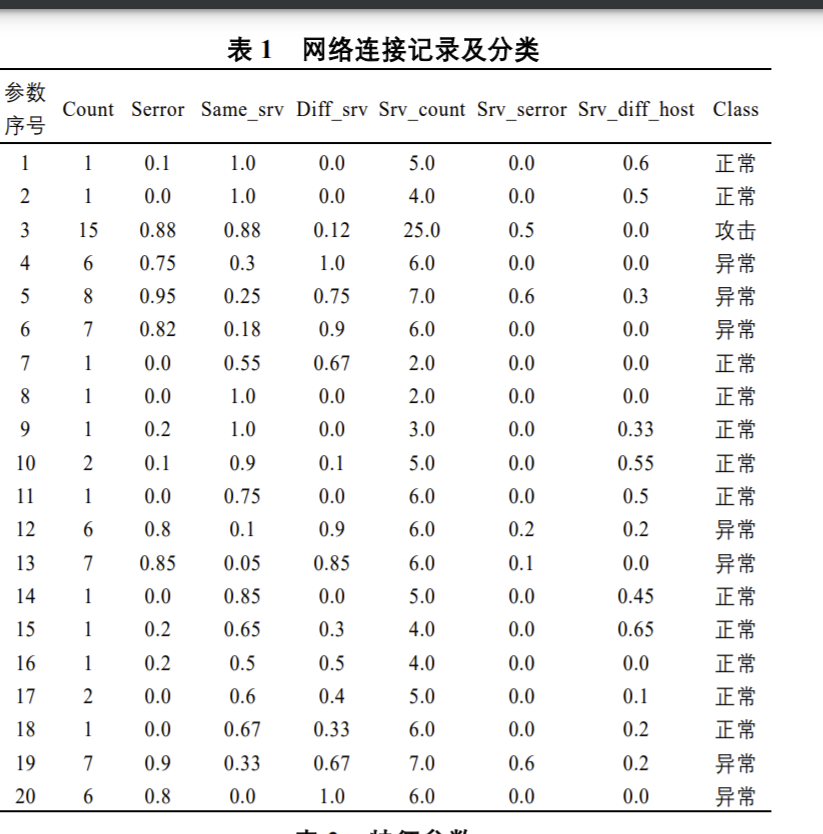 表 1 网络连接记录及分类
参数序号 Count Serror Same_srv Diff_srv Srv_count Srv_serror Srv_diff_host Class
1 1 0.1 1.0 0.0 5.0 0.0 0.6 正常
2 1 0.0 1.0 0.0 4.0 0.0 0.5 正常
3 15 0.88 0.88 0.12 25.0 0.5 0.0 攻击
4 6 0.75 0.3 1.0 6.0 0.0 0.0 异常
5 8 0.95 0.25 0.75 7.0 0.6 0.3 异常
6 7 0.82 0.18 0.9 6.0 0.0 0.0 异常
7 1 0.0 0.55 0.67 2.0 0.0 0.0 正常
8 1 0.0 1.0 0.0 2.0 0.0 0.0 正常
9 1 0.2 1.0 0.0 3.0 0.0 0.33 正常
10 2 0.1 0.9 0.1 5.0 0.0 0.55 正常
11 1 0.0 0.75 0.0 6.0 0.0 0.5 正常
12 6 0.8 0.1 0.9 6.0 0.2 0.2 异常
13 7 0.85 0.05 0.85 6.0 0.1 0.0 异常
14 1 0.0 0.85 0.0 5.0 0.0 0.45 正常
15 1 0.2 0.65 0.3 4.0 0.0 0.65 正常
16 1 0.2 0.5 0.5 4.0 0.0 0.0 正常
17 2 0.0 0.6 0.4 5.0 0.0 0.1 正常
18 1 0.0 0.67 0.33 6.0 0.0 0.2 正常
19 7 0.9 0.33 0.67 7.0 0.6 0.2 异常
20 6 0.8 0.0 1.0 6.0 0.0 0.0 异常